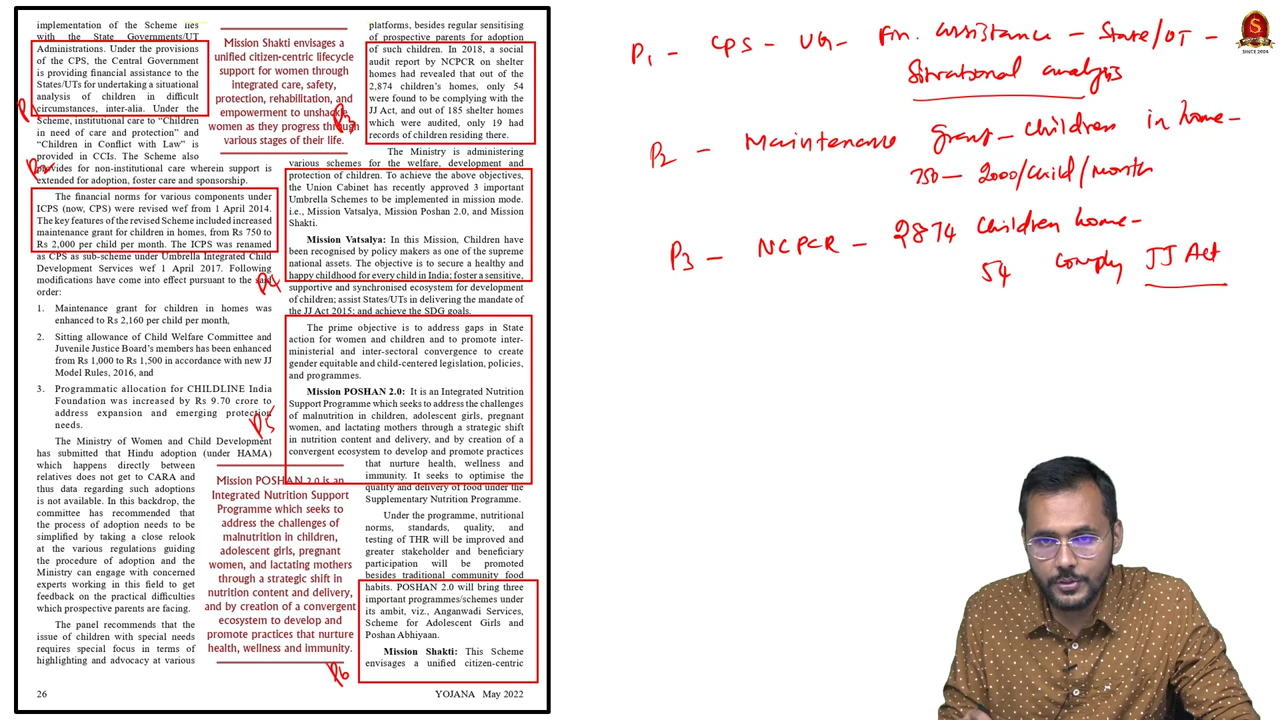 implementation of the Scheme lies
with the State Governments/UT
Administrations. Under the provisions
of the CPS, the Central Government
is providing financial assistance to the
States/UTs for undertaking a situational
analysis of children in difficult
circumstances, inter-alia. Under the
Scheme, institutional care to “Children
in need of care and protection” and
“Children in Conflict with Law” is
provided in CCIs. The Scheme also
provides for non-institutional care wherein support is
extended for adoption, foster care and sponsorship.
The financial norms for various components under
ICPS (now, CPS) were revised wef from 1 April 2014.
The key features of the revised Scheme included increased
maintenance grant for children in homes, from Rs 750 to
Rs 2,000 per child per month. The ICPS was renamed
as CPS as sub-scheme under Umbrella Integrated Child
Development Services wef 1 April 2017. Following
modifications have come into effect pursuant to the said
order:
1. Maintenance grant for children in homes was
enhanced to Rs 2,160 per child per month,
2. Sitting allowance of Child Welfare Committee and
Juvenile Justice Board’s members has been enhanced
from Rs 1,000 to Rs 1,500 in accordance with new JJ
Model Rules, 2016, and
3. Programmatic allocation for CHILDLINE India
Foundation was increased by Rs 9.70 crore to
address expansion and emerging protection
needs.
The Ministry of Women and Child Development
has submitted that Hindu adoption (under HAMA)
which happens directly between
relatives does not get to CARA and
thus data regarding such adoptions
is not available. In this backdrop, the
committee has recommended that
the process of adoption needs to be
simplified by taking a close relook
at the various regulations guiding
the procedure of adoption and the
Ministry can engage with concerned
experts working in this field to get
feedback on the practical difficulties
which prospective parents are facing.
The panel recommends that the
issue of children with special needs
requires special focus in terms of
highlighting and advocacy at various
Mission Shakti envisages a
unified citizen-centric lifecycle
support for women through
integrated care, safety,
protection, rehabilitation, and
empowerment to unshackle
women as they progress through
various stages of their life.
platforms, besides regular sensitising
of prospective parents for adoption
of such children. In 2018, a social
audit report by NCPCR on shelter
homes had revealed that out of the
2,874 children’s homes, only 54
were found to be complying with the
JJ Act, and out of 185 shelter homes
which were audited, only 19 had
records of children residing there.
The Ministry is administering
various schemes for the welfare, development and
protection of children. To achieve the above objectives,
the Union Cabinet has recently approved 3 important
Umbrella Schemes to be implemented in mission mode.
i.e., Mission Vatsalya, Mission Poshan 2.0, and Mission
Shakti.
Mission Vatsalya: In this Mission, Children have
been recognised by policy makers as one of the supreme
national assets. The objective is to secure a healthy and
happy childhood for every child in India; foster a sensitive,
supportive and synchronised ecosystem for development
of children; assist States/UTs in delivering the mandate of
the JJ Act 2015; and achieve the SDG goals.
The prime objective is to address gaps in State
action for women and children and to promote inter-
ministerial and inter-sectoral convergence to create
gender equitable and child-centered legislation, policies,
and programmes.
Mission POSHAN 2.0: It is an Integrated Nutrition
Support Programme which seeks to address the challenges
of malnutrition in children, adolescent girls, pregnant
women, and lactating mothers through a strategic shift
in nutrition content and delivery, and by creation of a
convergent ecosystem to develop and promote practices
that nurture health, wellness and
immunity. It seeks to optimise the
quality and delivery of food under the
Supplementary Nutrition Programme.
Under the programme, nutritional
norms, standards, quality, and
testing of THR will be improved and
greater stakeholder and beneficiary
participation will be promoted
besides traditional community food
habits. POSHAN 2.0 will bring three
important programmes/schemes under
its ambit, viz., Anganwadi Services,
Scheme for Adolescent Girls and
Poshan Abhiyaan.
Mission Shakti: This Scheme
envisages a unified citizen-centric
Mission POSHAN 2.0 is an
Integrated Nutrition Support
Programme which seeks to
address the challenges of
malnutrition in children,
adolescent girls, pregnant
women, and lactating mothers
through a strategic shift in
nutrition content and delivery,
and by creation of a convergent
ecosystem to develop and
promote practices that nurture
health, wellness and immunity.
26
YOJANA May 2022
P1
P2
P3
P4
P5
P6
P1 - CPS - UG - Fin. assistance - State/UT -
Situational analysis
P2 - Maintenance Grant - Children in home -
750 - 2000/child/month
P3 - NCPCR - 2874 Children home -
54 comply JJ Act
SINCE 2004